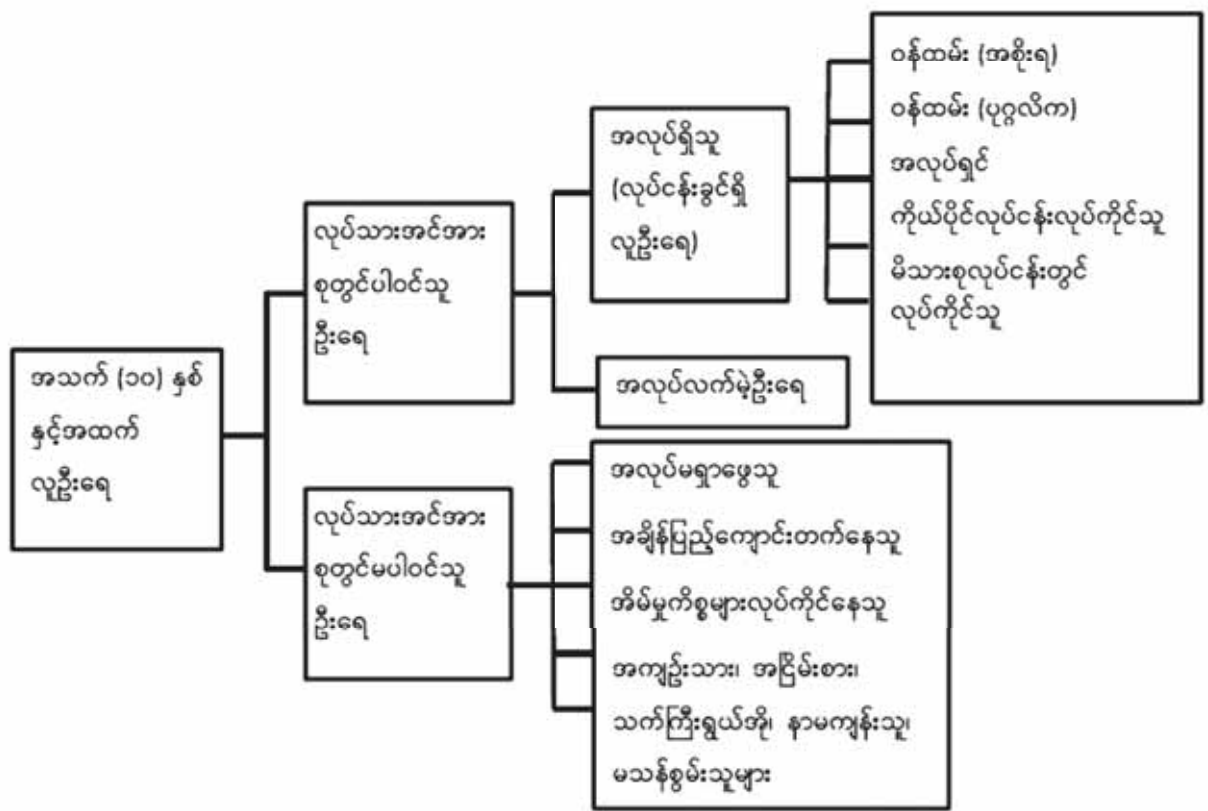 အသက် (၁၀) နှစ်
နှင့်အထက်
လူဦးရေ
လုပ်သားအင်အား
စုတွင်ပါဝင်သူ
ဦးရေ
အလုပ်ရှိသူ
(လုပ်ငန်းခွင်ရှိ
လူဦးရေ)
ဝန်ထမ်း (အစိုးရ)
ဝန်ထမ်း (ပုဂ္ဂလိက)
အလုပ်ရှင်
ကိုယ်ပိုင်လုပ်ငန်းလုပ်ကိုင်သူ
မိသားစုလုပ်ငန်းတွင်
လုပ်ကိုင်သူ
အလုပ်လက်မဲ့ဦးရေ
လုပ်သားအင်အား
စုတွင်မပါဝင်သူ
ဦးရေ
အလုပ်မရှာဖွေသူ
အချိန်ပြည့်ကျောင်းတက်နေသူ
အိမ်မှုကိစ္စများလုပ်ကိုင်နေသူ
အကျဉ်းသား၊ အငြိမ်းစား၊
သက်ကြီးရွယ်အို၊ နာမကျန်းသူ၊
မသန်စွမ်းသူများ